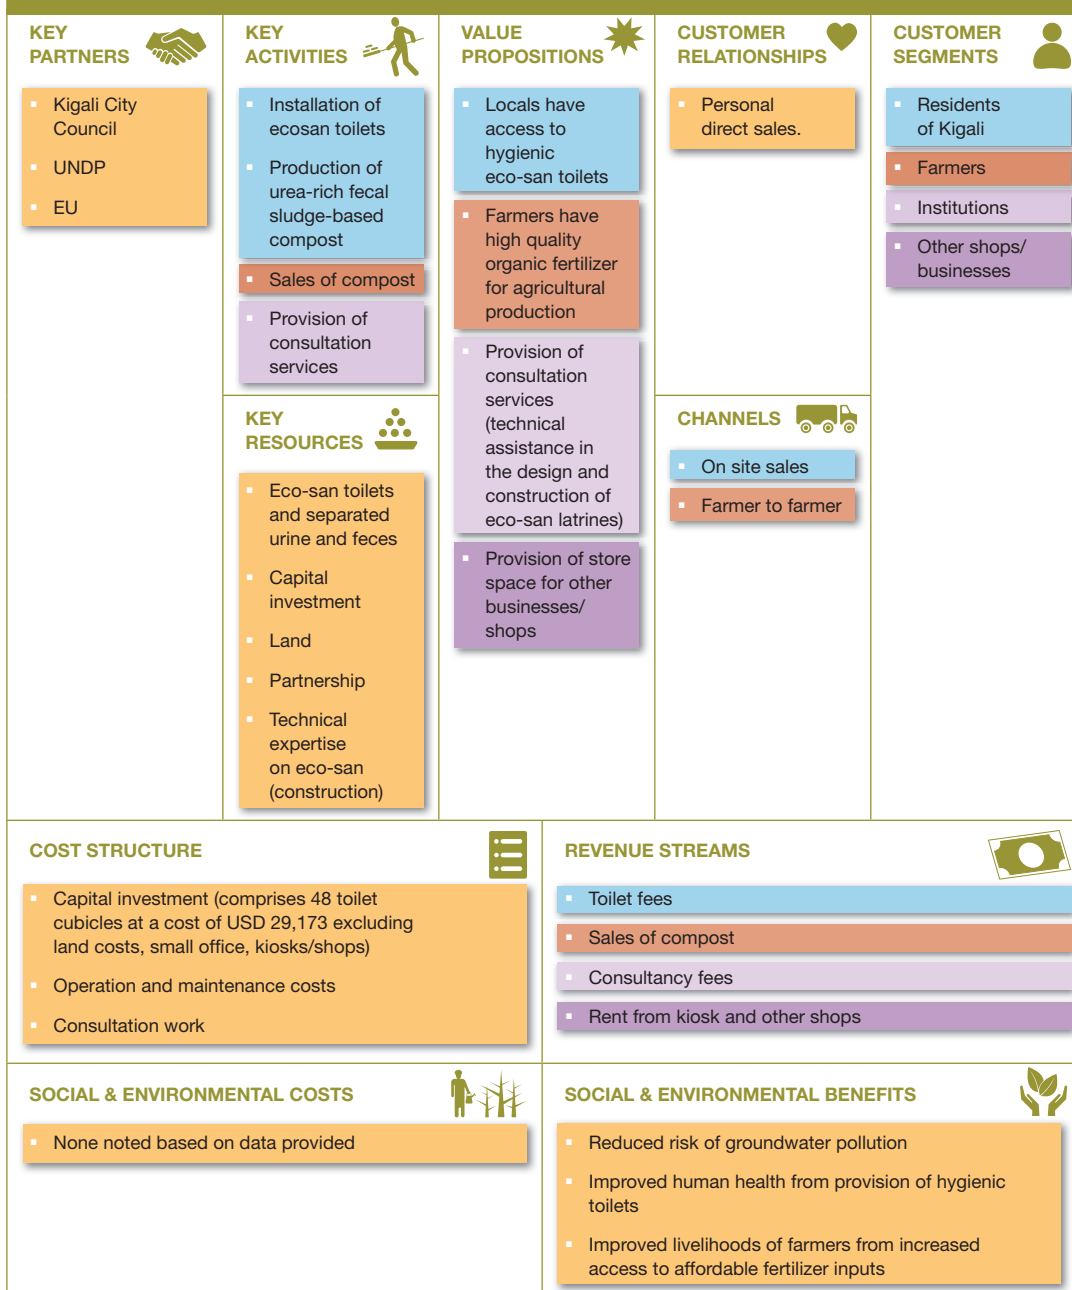 KEY
PARTNERS
Kigali City
Council
UNDP
EU
KEY
ACTIVITIES
Installation of
ecosan toilets
Production of
urea-rich fecal
sludge-based
compost
Sales of compost
Provision of
consultation
services
KEY
RESOURCES
Eco-san toilets
and separated
urine and feces
Capital
investment
Land
Partnership
Technical
expertise
on eco-san
(construction)
VALUE
PROPOSITIONS
Locals have
access to
hygienic
eco-san toilets
Farmers have
high quality
organic fertilizer
for agricultural
production
Provision of
consultation
services
(technical
assistance in
the design and
construction of
eco-san latrines)
Provision of store
space for other
businesses/
shops
CUSTOMER
RELATIONSHIPS
Personal
direct sales.
CHANNELS
On site sales
Farmer to farmer
CUSTOMER
SEGMENTS
Residents
of Kigali
Farmers
Institutions
Other shops/
businesses
COST STRUCTURE
Capital investment (comprises 48 toilet
cubicles at a cost of USD 29,173 excluding
land costs, small office, kiosks/shops)
Operation and maintenance costs
Consultation work
REVENUE STREAMS
Toilet fees
Sales of compost
Consultancy fees
Rent from kiosk and other shops
SOCIAL & ENVIRONMENTAL COSTS
None noted based on data provided
SOCIAL & ENVIRONMENTAL BENEFITS
Reduced risk of groundwater pollution
Improved human health from provision of hygienic
toilets
Improved livelihoods of farmers from increased
access to affordable fertilizer inputs